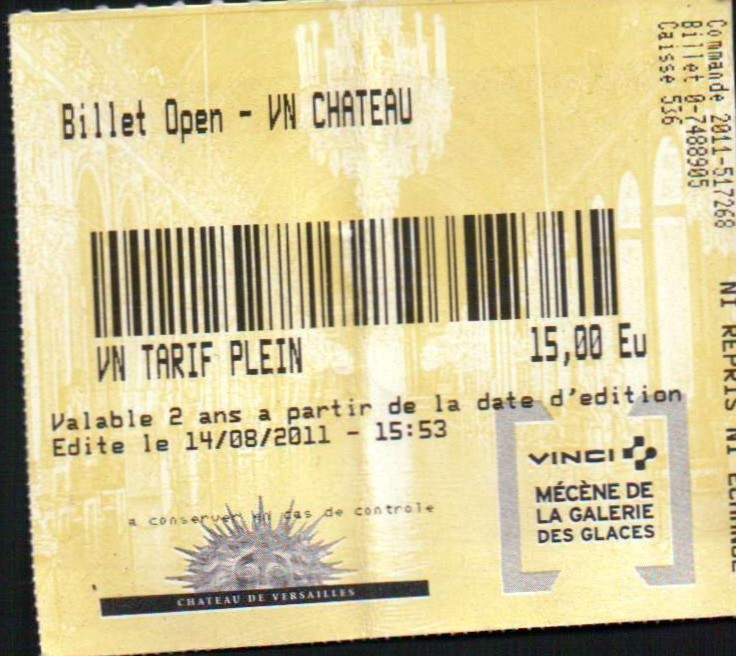 Billet Open - VN CHATEAU
VN TARIF PLEIN 15,00 Eu
Valable 2 ans a partir de la date d'edition
Edite le 14/08/2011 - 15:53
a conserver en cas de controle
CHATEAU DE VERSAILLES
VINCI
MÉCÈNE DE
LA GALERIE
DES GLACES
Commande 2011-517268
Billet 0-7488905
Caisse 536
NI REPRIS NI ECHANGE